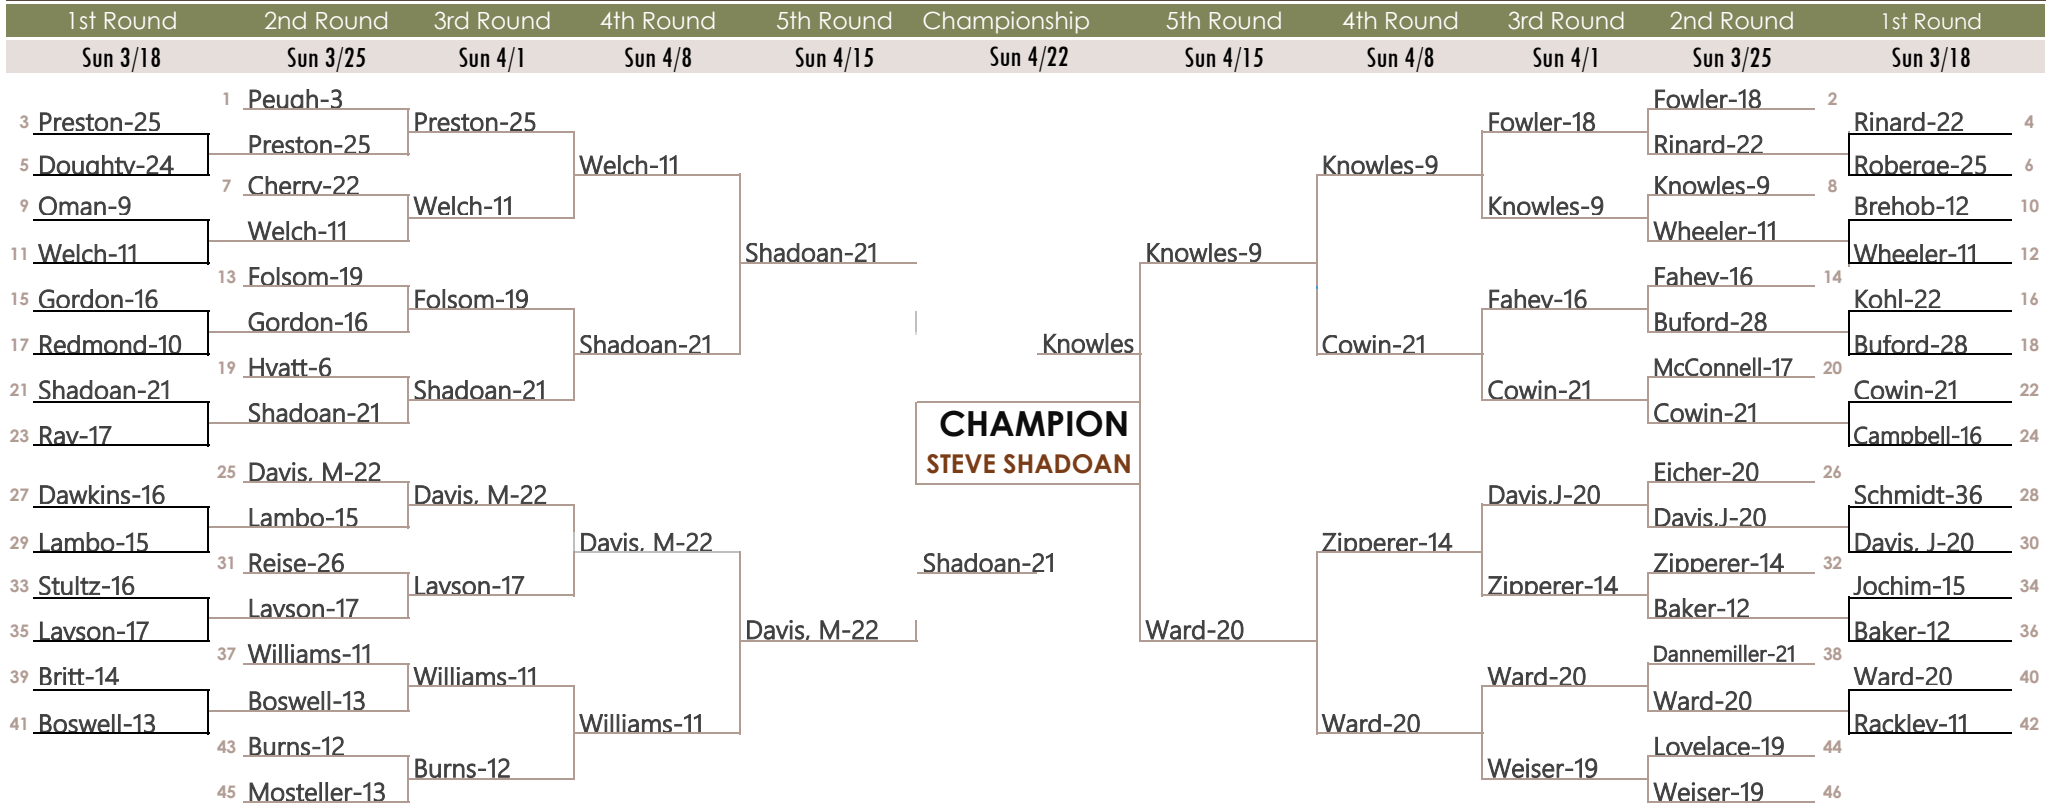 1st Round 2nd Round 3rd Round 4th Round 5th Round Championship 5th Round 4th Round 3rd Round 2nd Round 1st Round
Sun 3/18 Sun 3/25 Sun 4/1 Sun 4/8 Sun 4/15 Sun 4/22 Sun 4/15 Sun 4/8 Sun 4/1 Sun 3/25 Sun 3/18
1 Peugh-3 Fowler-18 2
3 Preston-25 Preston-25 Fowler-18 Rinard-22 4
Preston-25 Rinard-22
5 Doughty-24 Welch-11 Knowles-9 Roberge-25 6
7 Cherry-22 Knowles-9 8
9 Oman-9 Welch-11 Knowles-9 Brehob-12 10
Welch-11 Wheeler-11
11 Welch-11 Shadoan-21 Knowles-9 Wheeler-11 12
13 Folsom-19 Fahey-16 14
15 Gordon-16 Folsom-19 Fahey-16 Kohl-22 16
Gordon-16 Buford-28
17 Redmond-10 Shadoan-21 Knowles Cowin-21 Buford-28 18
19 Hyatt-6 McConnell-17 20
21 Shadoan-21 Shadoan-21 Cowin-21 Cowin-21 22
Shadoan-21 Cowin-21
CHAMPION
23 Ray-17 Campbell-16 24
STEVE SHADOAN
25 Davis, M-22 Eicher-20 26
27 Dawkins-16 Davis, M-22 Davis,J-20 Schmidt-36 28
Lambo-15 Davis,J-20
29 Lambo-15 Davis, M-22 Zipperer-14 Davis, J-20 30
31 Reise-26 Shadoan-21 Zipperer-14 32
33 Stultz-16 Layson-17 Zipperer-14 Jochim-15 34
Layson-17 Baker-12
35 Layson-17 Davis, M-22 Ward-20 Baker-12 36
37 Williams-11 Dannemiller-21 38
39 Britt-14 Williams-11 Ward-20 Ward-20 40
Boswell-13 Ward-20
41 Boswell-13 Williams-11 Ward-20 Rackley-11 42
43 Burns-12 Lovelace-19 44
Burns-12 Weiser-19
45 Mosteller-13 Weiser-19 46